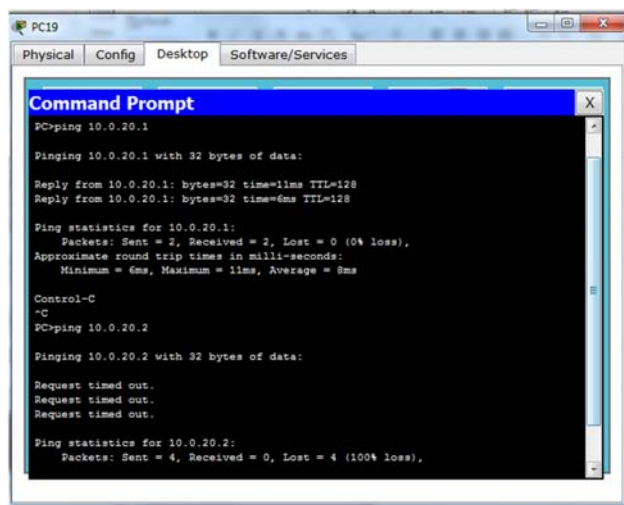 PC19
Physical Config Desktop Software/Services
Command Prompt
X
PC>ping 10.0.20.1
Pinging 10.0.20.1 with 32 bytes of data:
Reply from 10.0.20.1: bytes=32 time=11ms TTL=128
Reply from 10.0.20.1: bytes=32 time=6ms TTL=128
Ping statistics for 10.0.20.1:
Packets: Sent = 2, Received = 2, Lost = 0 (0% loss),
Approximate round trip times in milli-seconds:
Minimum = 6ms, Maximum = 11ms, Average = 8ms
Control-C
^C
PC>ping 10.0.20.2
Pinging 10.0.20.2 with 32 bytes of data:
Request timed out.
Request timed out.
Request timed out.
Ping statistics for 10.0.20.2:
Packets: Sent = 4, Received = 0, Lost = 4 (100% loss),